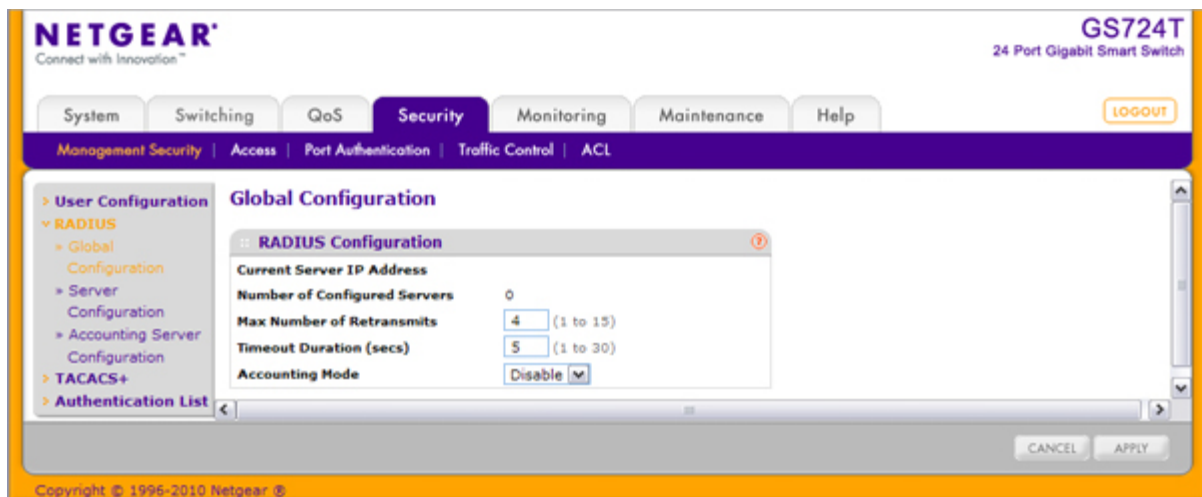 NETGEAR®
Connect with Innovation™
GS724T
24 Port Gigabit Smart Switch
System Switching QoS Security Monitoring Maintenance Help LOGOUT
Management Security | Access | Port Authentication | Traffic Control | ACL
User Configuration
RADIUS
» Global
Configuration
» Server
Configuration
» Accounting Server
Configuration
TACACS+
Authentication List
Global Configuration
RADIUS Configuration ?
Current Server IP Address
Number of Configured Servers 0
Max Number of Retransmits 4 (1 to 15)
Timeout Duration (secs) 5 (1 to 30)
Accounting Mode Disable
CANCEL APPLY
Copyright © 1996-2010 Netgear ®